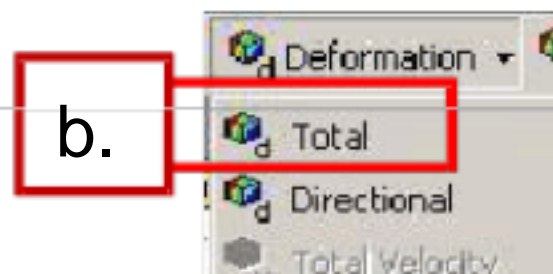 Deformation
b.
Total
Directional
Total Velocity